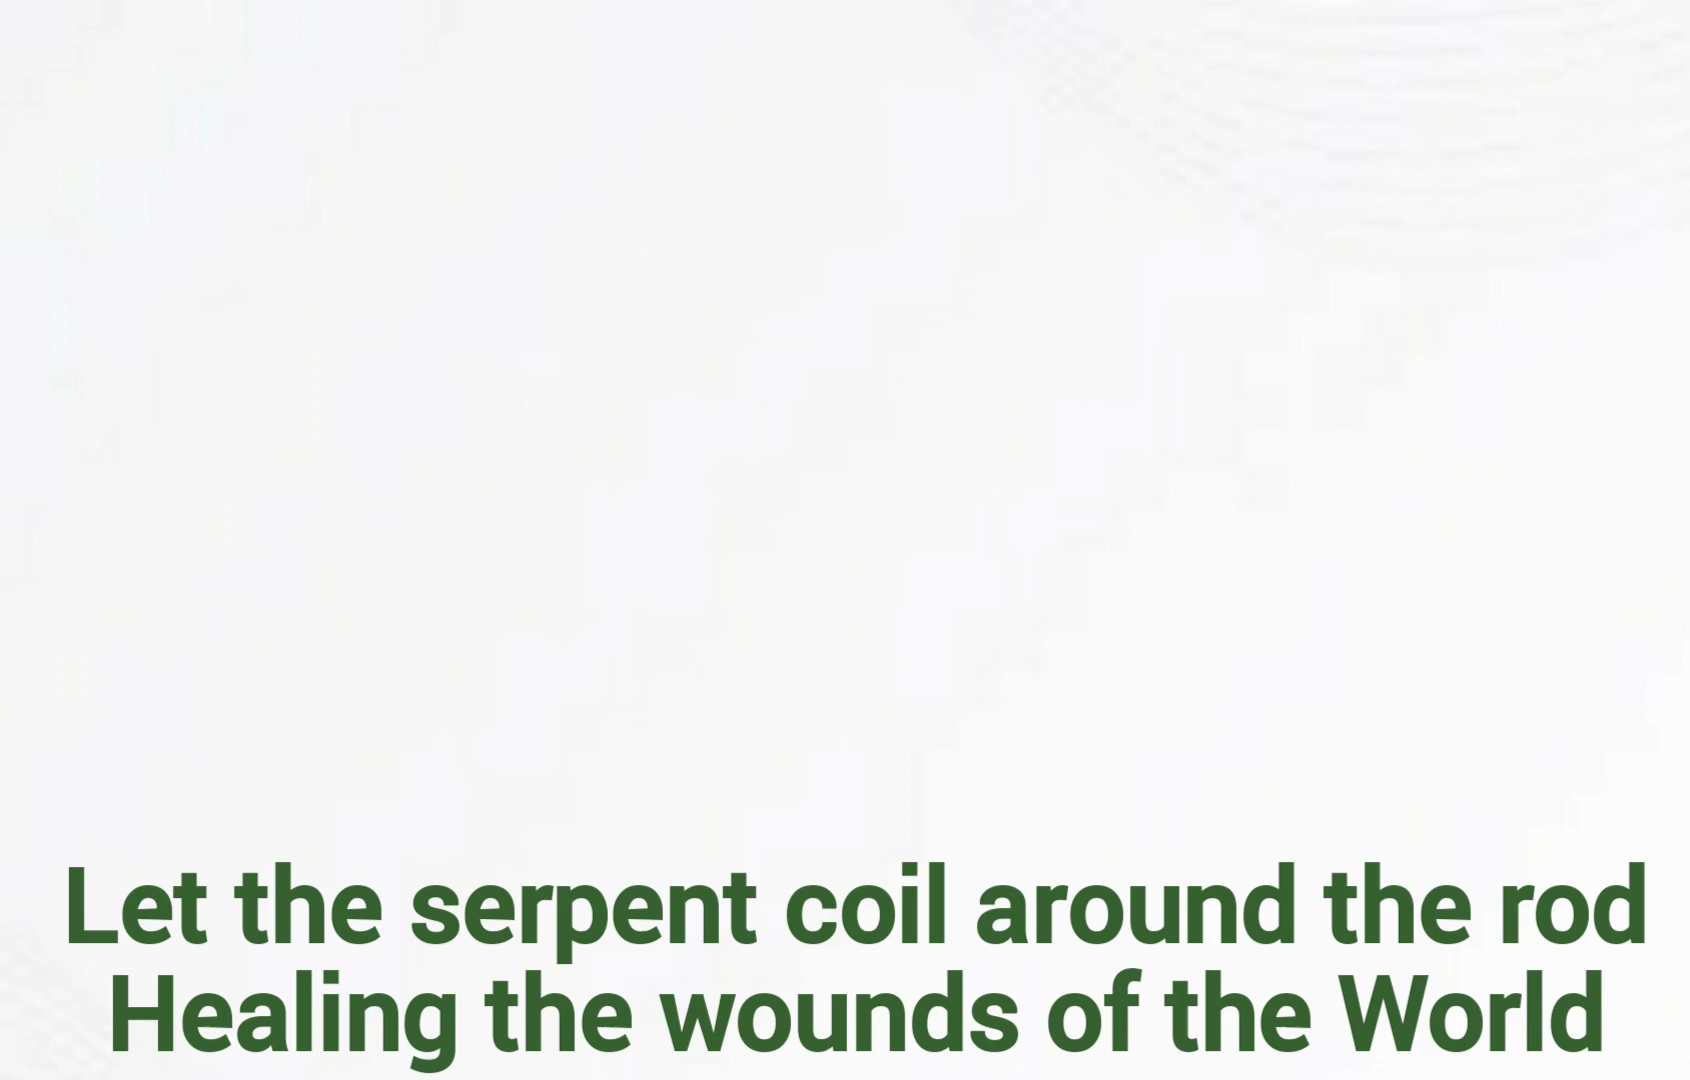 Let the serpent coil around the rod
Healing the wounds of the World